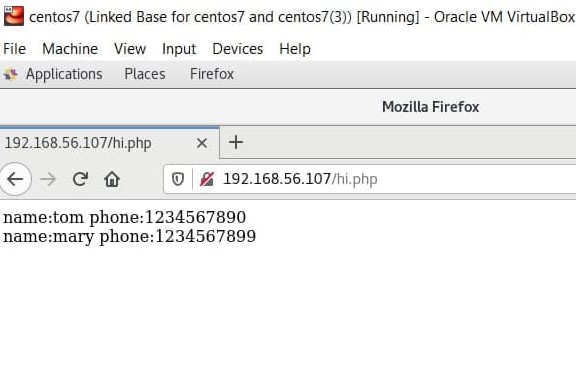 centos7 (Linked Base for centos7 and centos7(3)) [Running] - Oracle VM VirtualBox
File Machine View Input Devices Help
Applications Places Firefox
Mozilla Firefox
192.168.56.107/hi.php
192.168.56.107/hi.php
name:tom phone:1234567890
name:mary phone:1234567899